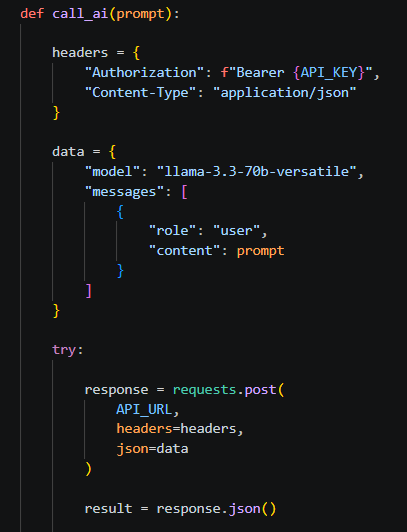 def call_ai(prompt):
headers = {
"Authorization": f"Bearer {API_KEY}",
"Content-Type": "application/json"
}
data = {
"model": "llama-3.3-70b-versatile",
"messages": [
{
"role": "user",
"content": prompt
}
]
}
try:
response = requests.post(
API_URL,
headers=headers,
json=data
)
result = response.json()